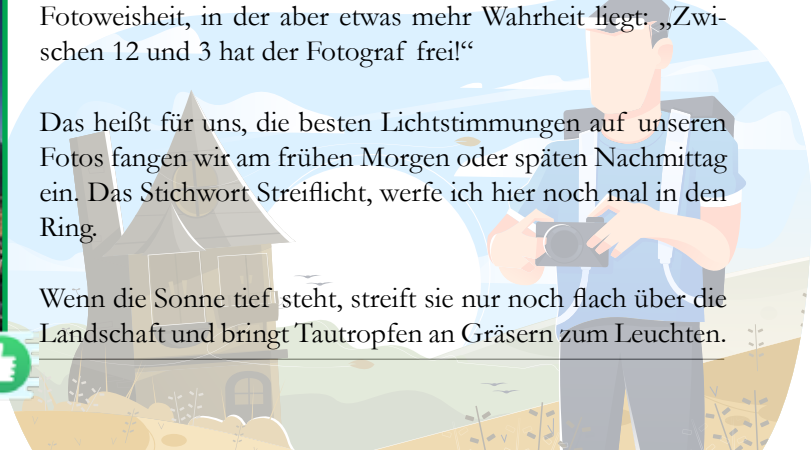 Fotoweisheit, in der aber etwas mehr Wahrheit liegt: „Zwi-
schen 12 und 3 hat der Fotograf frei!“
Das heißt für uns, die besten Lichtstimmungen auf unseren
Fotos fangen wir am frühen Morgen oder späten Nachmittag
ein. Das Stichwort Streiflicht, werfe ich hier noch mal in den
Ring.
Wenn die Sonne tief steht, streift sie nur noch flach über die
Landschaft und bringt Tautropfen an Gräsern zum Leuchten.